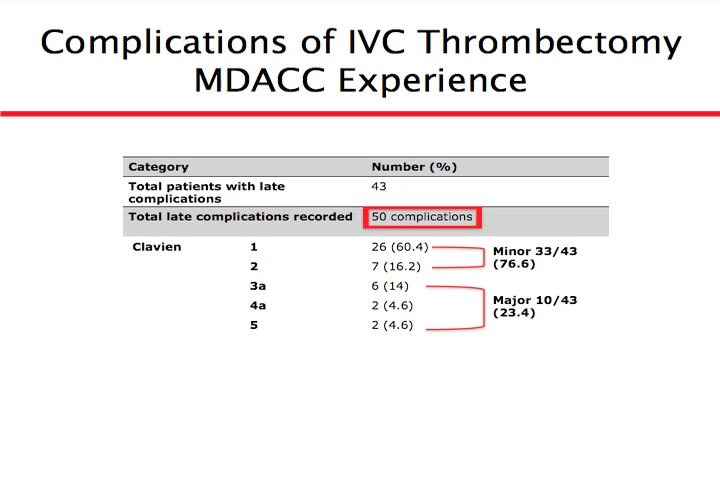 Complications of IVC Thrombectomy
MDACC Experience
Category Number (%)
Total patients with late complications 43
Total late complications recorded 50 complications
Clavien 1 26 (60.4)
2 7 (16.2)
Minor 33/43
(76.6)
3a 6 (14)
4a 2 (4.6)
5 2 (4.6)
Major 10/43
(23.4)